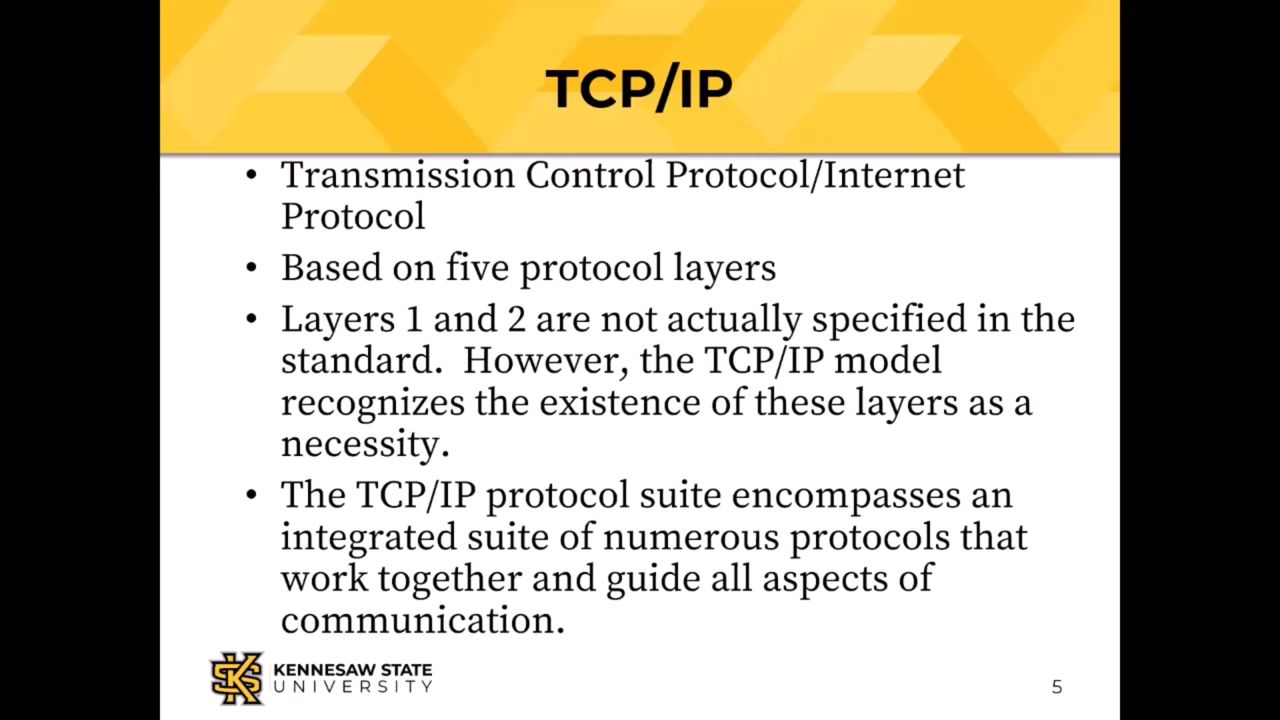 TCP/IP
• Transmission Control Protocol/Internet
Protocol
• Based on five protocol layers
• Layers 1 and 2 are not actually specified in the
standard.  However, the TCP/IP model
recognizes the existence of these layers as a
necessity.
• The TCP/IP protocol suite encompasses an
integrated suite of numerous protocols that
work together and guide all aspects of
communication.
KENNESAW STATE
UNIVERSITY
5